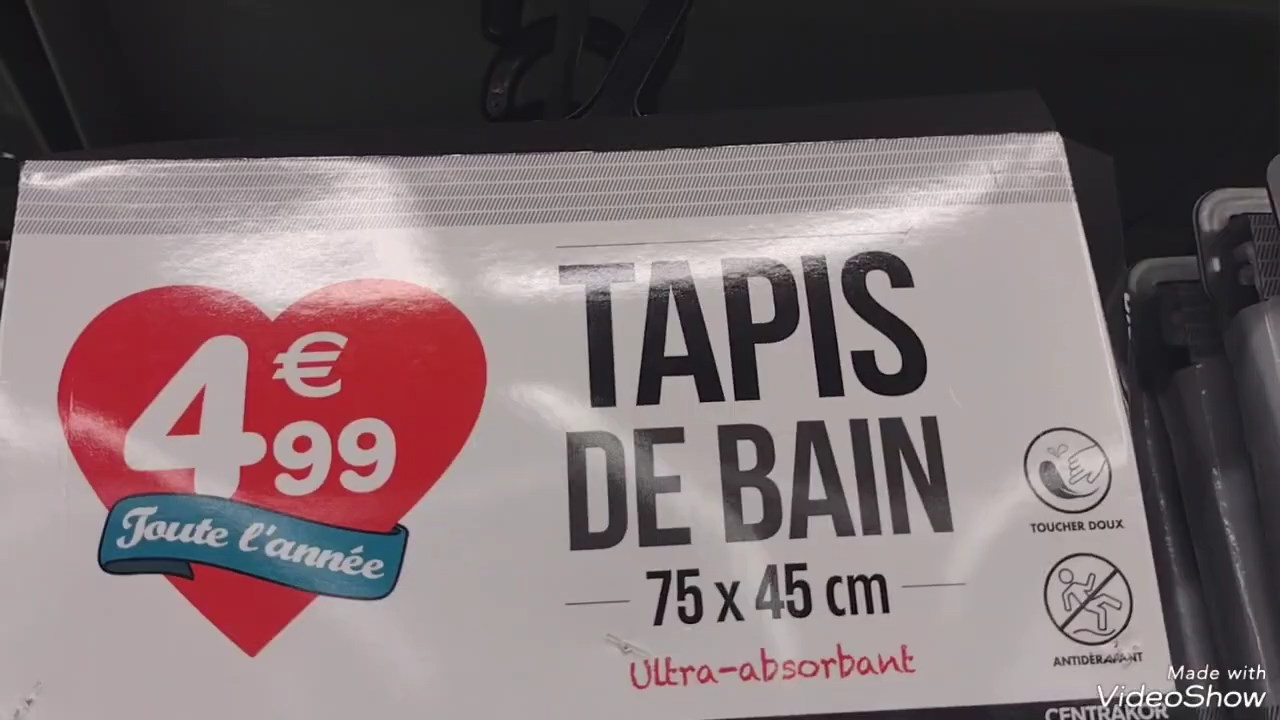 4€99
Toute l'année
TAPIS
DE BAIN
75 x 45 cm
Ultra-absorbant
TOUCHER DOUX
ANTIDÉRAPANT
CENTRAKOR
Made with
VideoShow